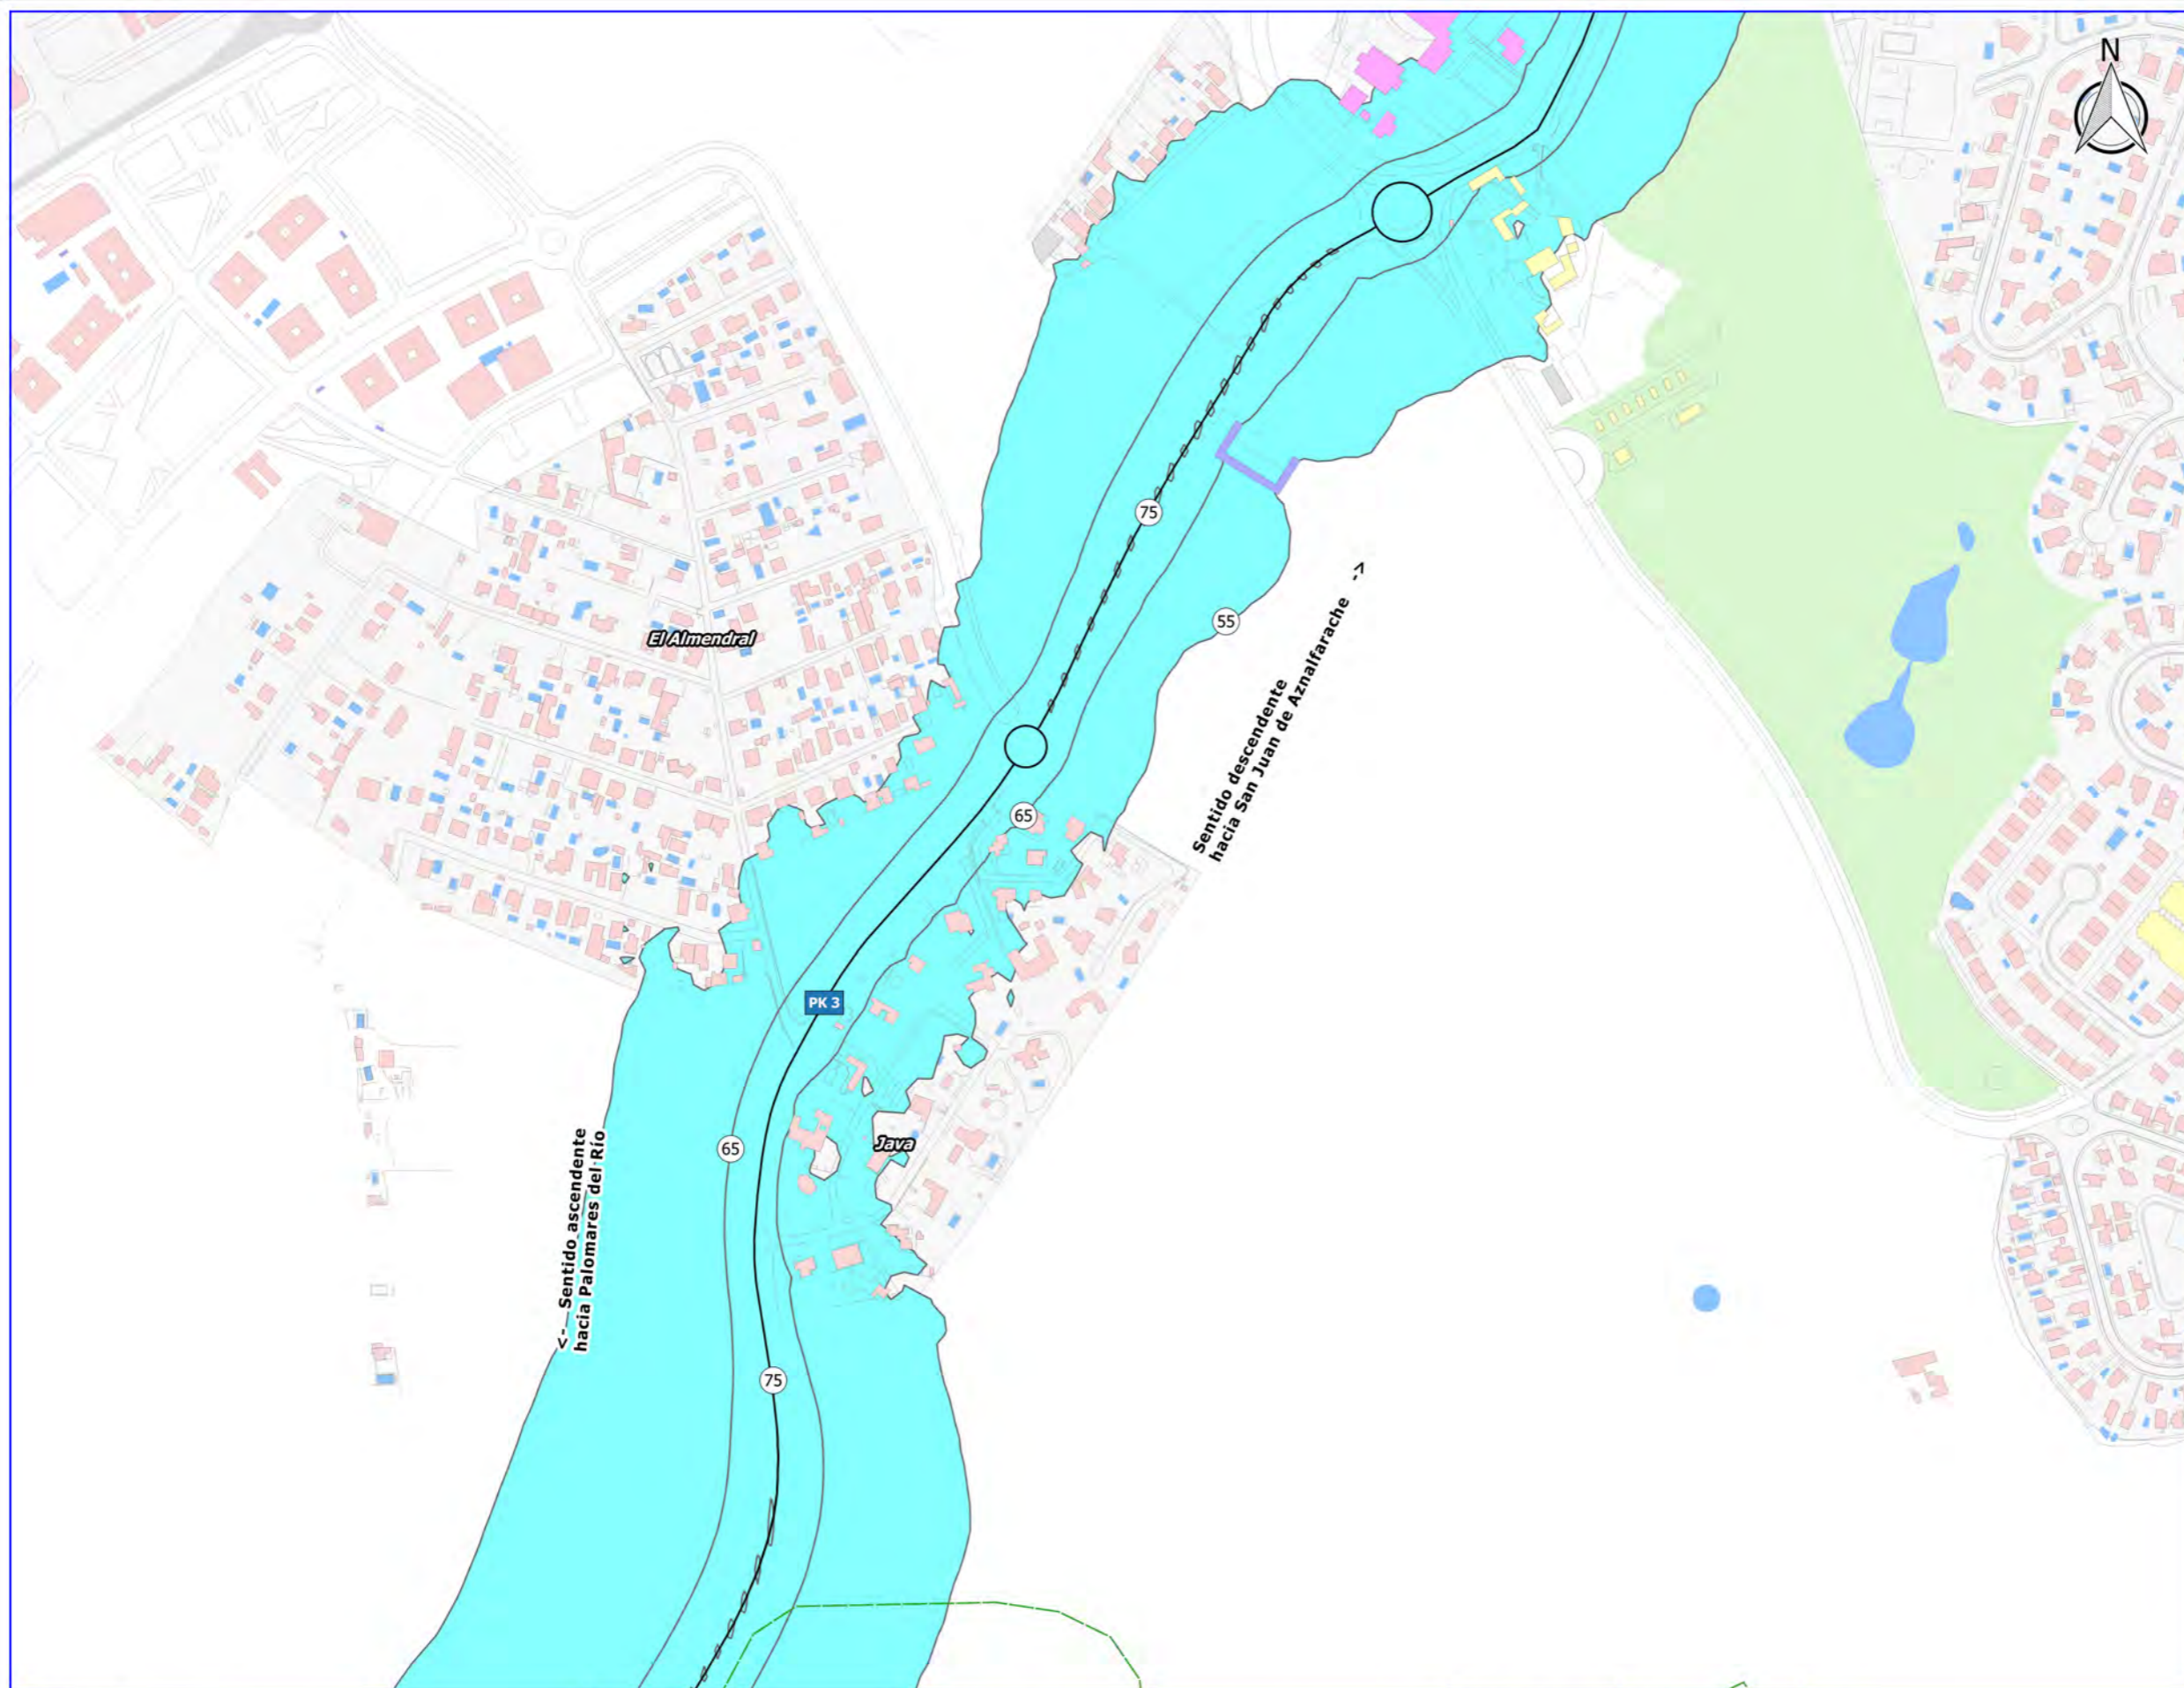 N
75
El Almendral
55
Sentido descendente
hacia San Juan de Aznalfarache ->
65
PK 3
Java
65
<- Sentido ascendente
hacia Palomares del Río
75